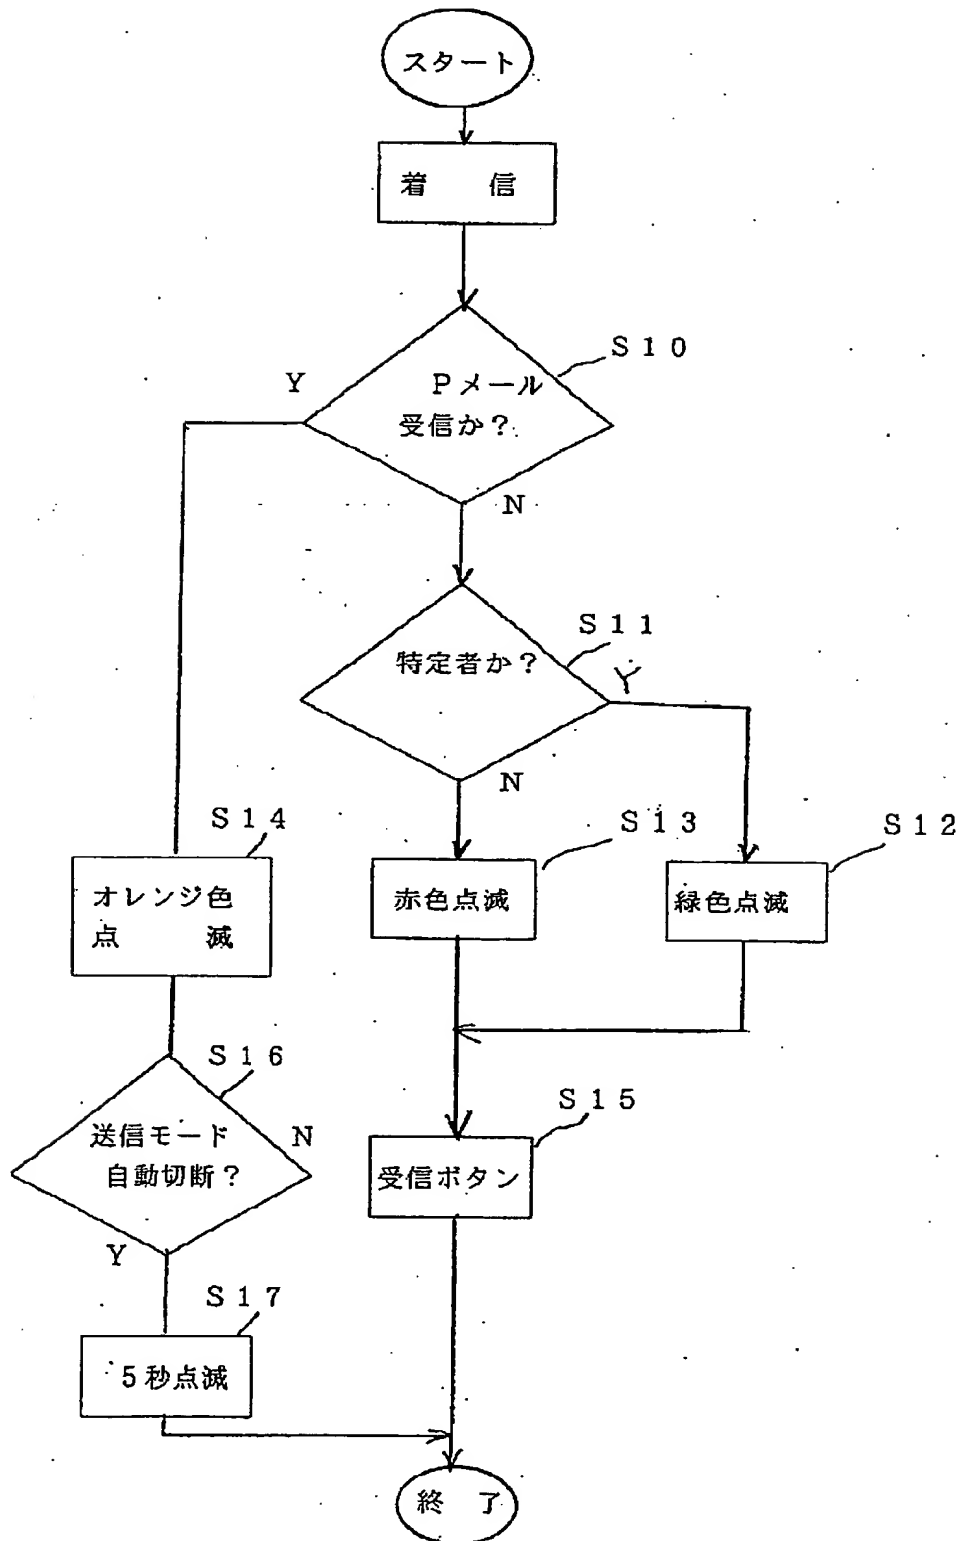 スタート
着 信
S10
Y
Pメール
受信か?
N
S11
特定者か?
Y
N
S14
S13
S12
オレンジ色
点 滅
赤色点滅
緑色点滅
S16
送信モード
自動切断?
N
Y
S15
受信ボタン
S17
5秒点滅
終 了